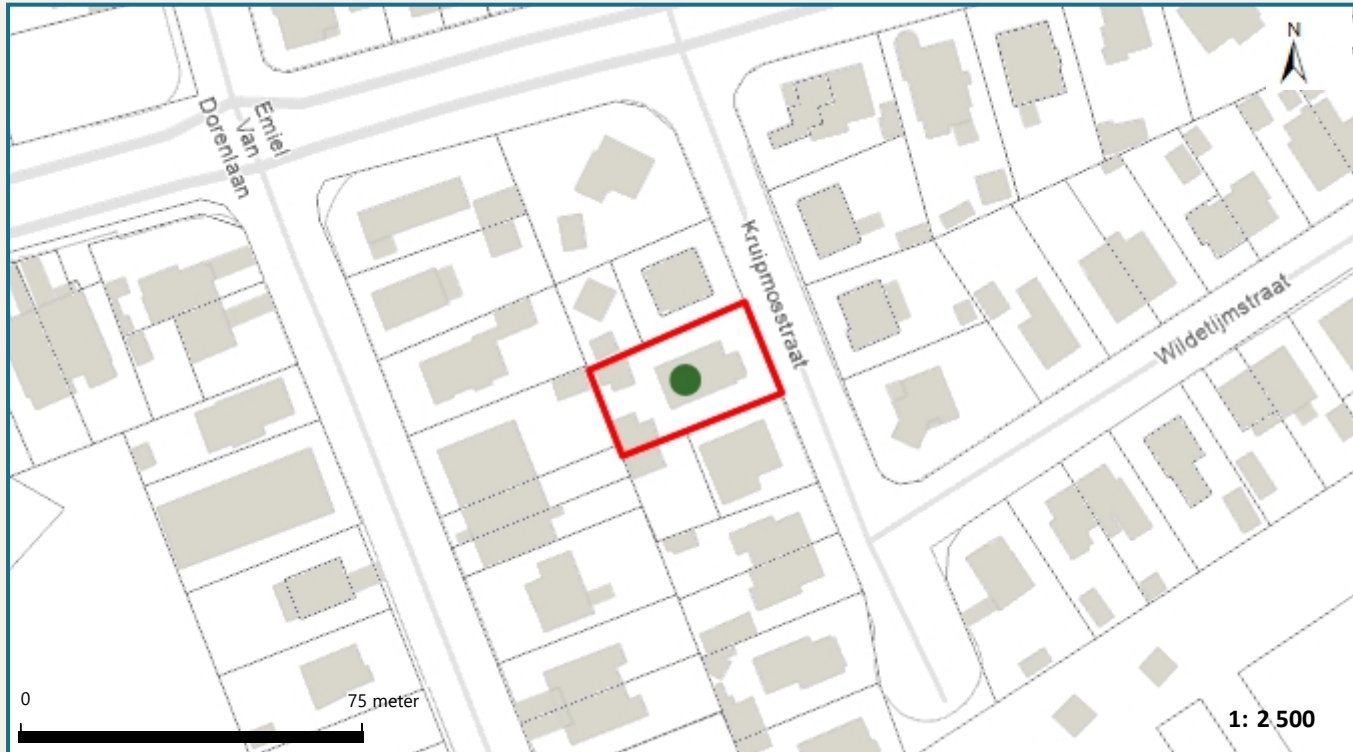 N
Emiel
Van
Dorenlaan
Kruipmosstraat
Wildetijmstraat
0
75 meter
1: 2 500